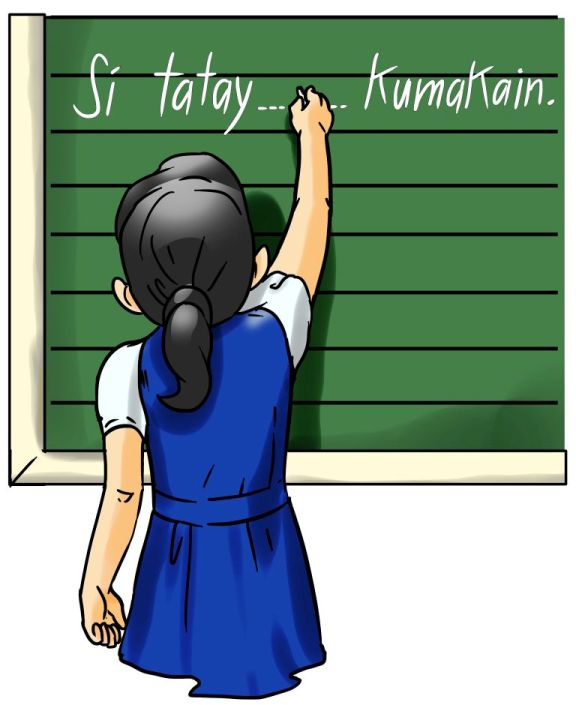 Si tatay ...... kumakain.